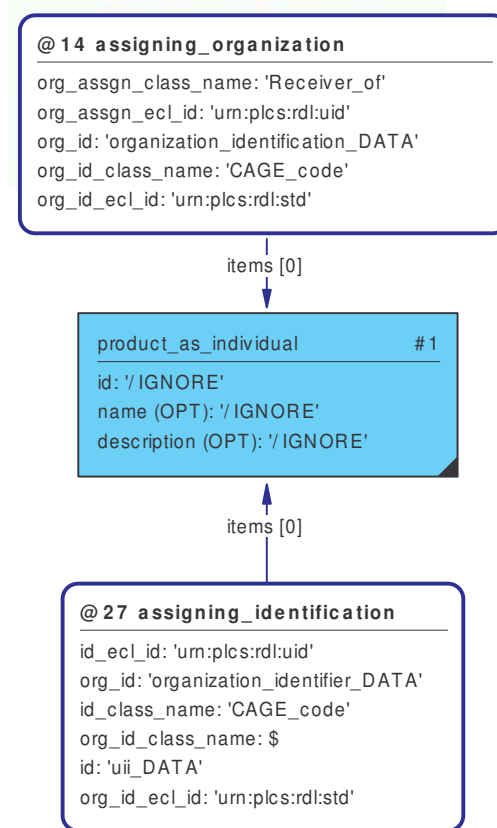 @14 assigning_organization
org_assgn_class_name: 'Receiver_of'
org_assgn_ecl_id: 'urn:plcs:rdl:uid'
org_id: 'organization_identification_DATA'
org_id_class_name: 'CAGE_code'
org_id_ecl_id: 'urn:plcs:rdl:std'
items [0]
product_as_individual #1
id: '/IGNORE'
name (OPT): '/IGNORE'
description (OPT): '/IGNORE'
items [0]
@27 assigning_identification
id_ecl_id: 'urn:plcs:rdl:uid'
org_id: 'organization_identifier_DATA'
id_class_name: 'CAGE_code'
org_id_class_name: $
id: 'uii_DATA'
org_id_ecl_id: 'urn:plcs:rdl:std'